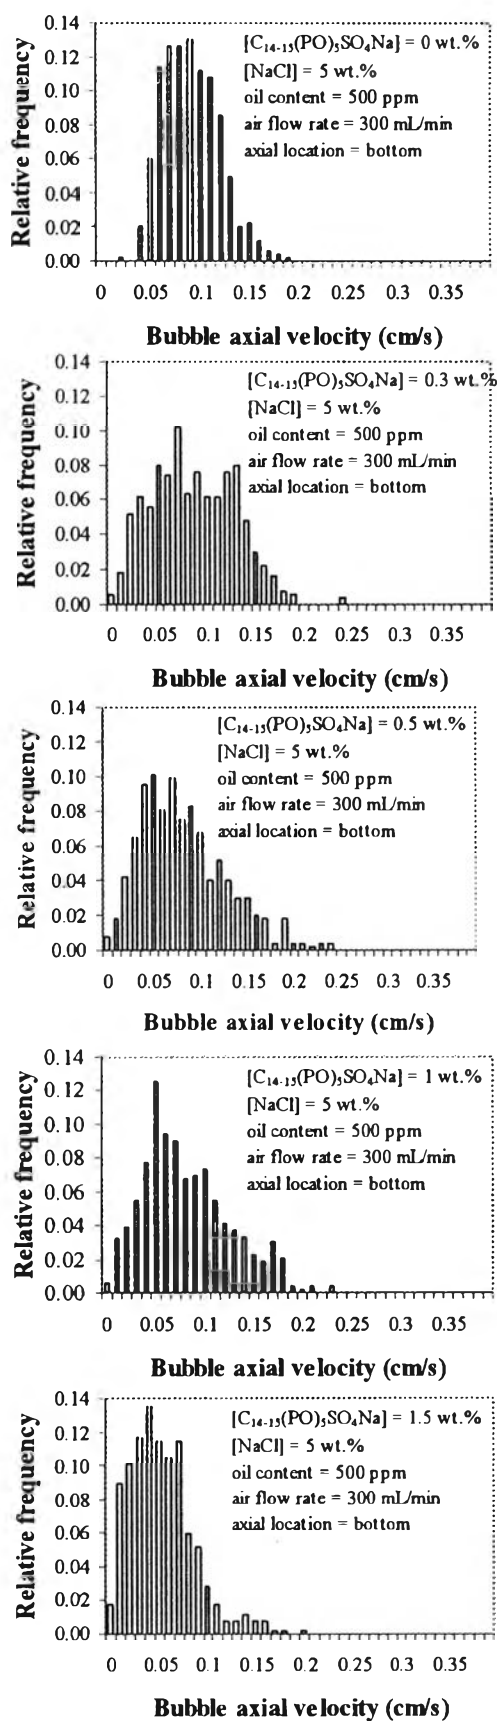 0.14
[C₁₄₋₁₅(PO)₅SO₄Na] = 0 wt.%
0.12
[NaCl] = 5 wt.%
0.10
oil content = 500 ppm
0.08
air flow rate = 300 mL/min
0.06
axial location = bottom
0.04
0.02
0.00
Relative frequency
0 0.05 0.1 0.15 0.2 0.25 0.3 0.35
Bubble axial velocity (cm/s)
0.14
[C₁₄₋₁₅(PO)₅SO₄Na] = 0.3 wt.%
0.12
[NaCl] = 5 wt.%
0.10
oil content = 500 ppm
0.08
air flow rate = 300 mL/min
axial location = bottom
0.06
0.04
0.02
0.00
Relative frequency
0 0.05 0.1 0.15 0.2 0.25 0.3 0.35
Bubble axial velocity (cm/s)
0.14
[C₁₄₋₁₅(PO)₅SO₄Na] = 0.5 wt.%
0.12
[NaCl] = 5 wt.%
0.10
oil content = 500 ppm
0.08
air flow rate = 300 mL/min
axial location = bottom
0.06
0.04
0.02
0.00
Relative frequency
0 0.05 0.1 0.15 0.2 0.25 0.3 0.35
Bubble axial velocity (cm/s)
0.14
[C₁₄₋₁₅(PO)₅SO₄Na] = 1 wt.%
0.12
[NaCl] = 5 wt.%
0.10
oil content = 500 ppm
0.08
air flow rate = 300 mL/min
axial location = bottom
0.06
0.04
0.02
0.00
Relative frequency
0 0.05 0.1 0.15 0.2 0.25 0.3 0.35
Bubble axial velocity (cm/s)
0.14
[C₁₄₋₁₅(PO)₅SO₄Na] = 1.5 wt.%
0.12
[NaCl] = 5 wt.%
0.10
oil content = 500 ppm
0.08
air flow rate = 300 mL/min
axial location = bottom
0.06
0.04
0.02
0.00
Relative frequency
0 0.05 0.1 0.15 0.2 0.25 0.3 0.35
Bubble axial velocity (cm/s)